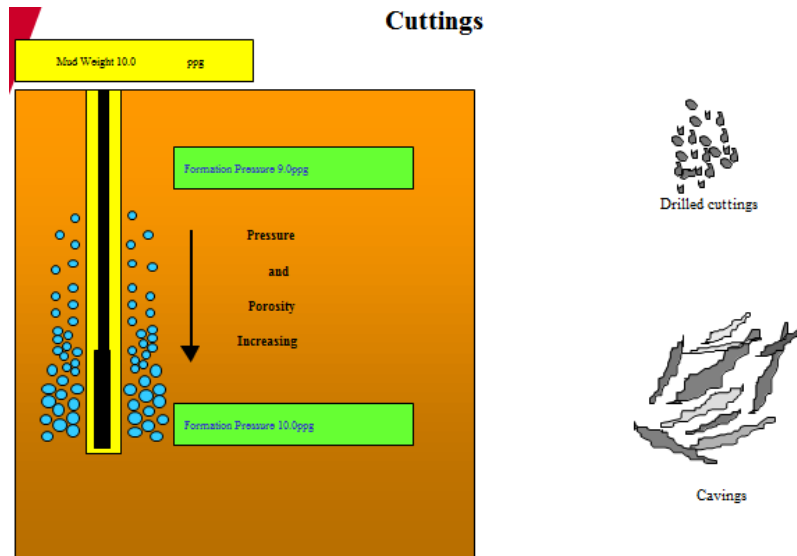 Cuttings
Mud Weight 10.0 ppg
Formation Pressure 9.0ppg
Pressure
and
Porosity
Increasing
Formation Pressure 10.0ppg
Drilled cuttings
Cavings